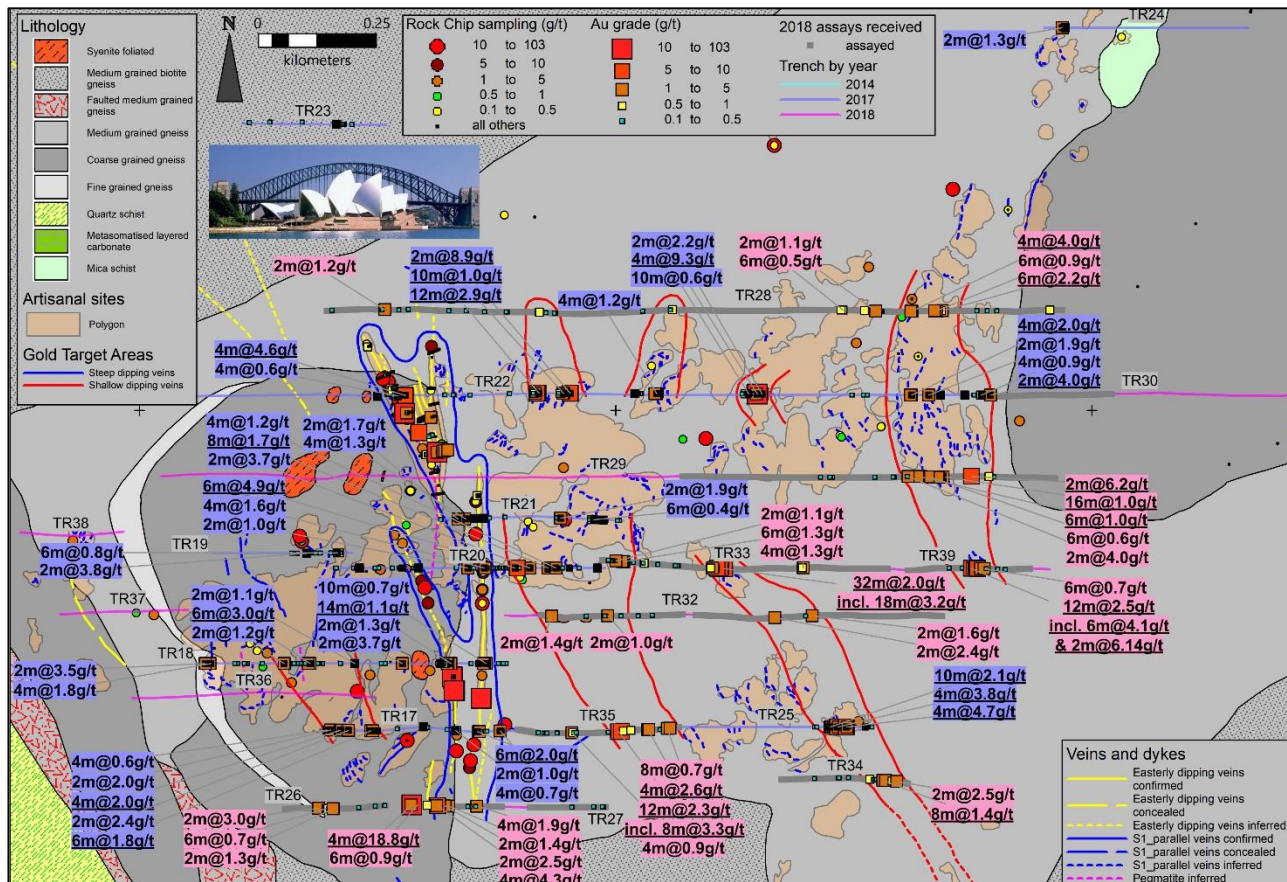 Lithology
Syenite foliated
Medium grained biotite
gneiss
Faulted medium grained
gneiss
Medium grained gneiss
Coarse grained gneiss
Fine grained gneiss
Quartz schist
Metasomatised layered
carbonate
Mica schist
Artisanal sites
Polygon
Gold Target Areas
Steep dipping veins
Shallow dipping veins
N
0 0.25
kilometers
Rock Chip sampling (g/t)
10 to 103
5 to 10
1 to 5
0.5 to 1
0.1 to 0.5
all others
Au grade (g/t)
10 to 103
5 to 10
1 to 5
0.5 to 1
0.1 to 0.5
2018 assays received
assayed
Trench by year
2014
2017
2018
2m@1.3g/t
TR24
TR23
2m@1.2g/t
2m@8.9g/t
10m@1.0g/t
12m@2.9g/t
4m@1.2g/t
2m@2.2g/t
4m@9.3g/t
10m@0.6g/t
2m@1.1g/t
6m@0.5g/t
TR28
4m@4.0g/t
6m@0.9g/t
6m@2.2g/t
4m@2.0g/t
2m@1.9g/t
4m@0.9g/t
2m@4.0g/t
4m@4.6g/t
4m@0.6g/t
TR22
TR30
4m@1.2g/t
8m@1.7g/t
2m@3.7g/t
2m@1.7g/t
4m@1.3g/t
TR29
6m@4.9g/t
4m@1.6g/t
2m@1.0g/t
TR21
2m@1.9g/t
6m@0.4g/t
2m@1.1g/t
6m@1.3g/t
4m@1.3g/t
2m@6.2g/t
16m@1.0g/t
6m@1.0g/t
6m@0.6g/t
2m@4.0g/t
TR38
6m@0.8g/t
2m@3.8g/t
TR19
TR20
TR33
TR39
32m@2.0g/t
incl. 18m@3.2g/t
6m@0.7g/t
12m@2.5g/t
incl. 6m@4.1g/t
& 2m@6.14g/t
TR37
2m@1.1g/t
6m@3.0g/t
2m@1.2g/t
10m@0.7g/t
14m@1.1g/t
2m@1.3g/t
2m@3.7g/t
TR32
2m@1.4g/t
2m@1.0g/t
2m@1.6g/t
2m@2.4g/t
TR18
2m@3.5g/t
4m@1.8g/t
TR36
10m@2.1g/t
4m@3.8g/t
4m@4.7g/t
TR17
TR35
TR25
4m@0.6g/t
2m@2.0g/t
4m@2.0g/t
2m@2.4g/t
6m@1.8g/t
6m@2.0g/t
2m@1.0g/t
4m@0.7g/t
8m@0.7g/t
4m@2.6g/t
12m@2.3g/t
incl. 8m@3.3g/t
4m@0.9g/t
TR34
2m@2.5g/t
8m@1.4g/t
TR26
TR27
2m@3.0g/t
6m@0.7g/t
2m@1.3g/t
4m@18.8g/t
6m@0.9g/t
4m@1.9g/t
2m@1.4g/t
2m@2.5g/t
4m@4.3g/t
Veins and dykes
Easterly dipping veins
confirmed
Easterly dipping veins
concealed
Easterly dipping veins inferred
S1_parallel veins confirmed
S1_parallel veins concealed
S1_parallel veins inferred
Pegmatite inferred